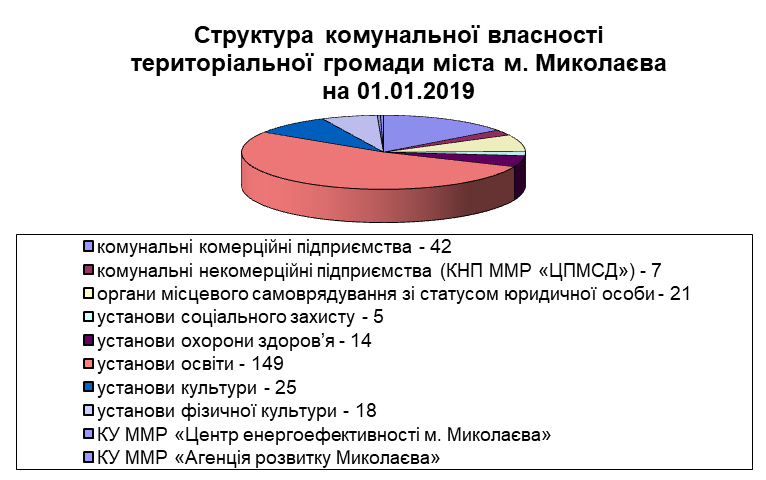 Структура комунальної власності
територіальної громади міста м. Миколаєва
на 01.01.2019
комунальні комерційні підприємства - 42
комунальні некомерційні підприємства (КНП ММР «ЦПМСД») - 7
органи місцевого самоврядування зі статусом юридичної особи - 21
установи соціального захисту - 5
установи охорони здоров’я - 14
установи освіти - 149
установи культури - 25
установи фізичної культури - 18
КУ ММР «Центр енергоефективності м. Миколаєва»
КУ ММР «Агенція розвитку Миколаєва»